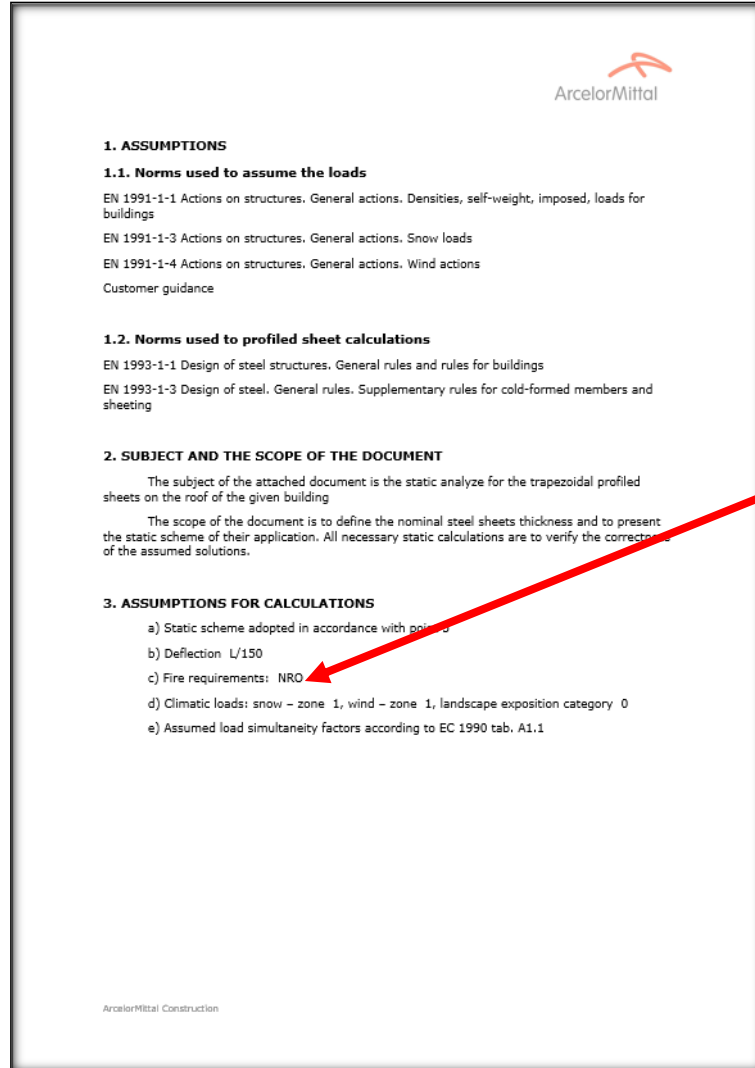 ArcelorMittal
1. ASSUMPTIONS
1.1. Norms used to assume the loads
EN 1991-1-1 Actions on structures. General actions. Densities, self-weight, imposed, loads for
buildings
EN 1991-1-3 Actions on structures. General actions. Snow loads
EN 1991-1-4 Actions on structures. General actions. Wind actions
Customer guidance
1.2. Norms used to profiled sheet calculations
EN 1993-1-1 Design of steel structures. General rules and rules for buildings
EN 1993-1-3 Design of steel. General rules. Supplementary rules for cold-formed members and
sheeting
2. SUBJECT AND THE SCOPE OF THE DOCUMENT
The subject of the attached document is the static analyze for the trapezoidal profiled
sheets on the roof of the given building
The scope of the document is to define the nominal steel sheets thickness and to present
the static scheme of their application. All necessary static calculations are to verify the correctness
of the assumed solutions.
3. ASSUMPTIONS FOR CALCULATIONS
a) Static scheme adopted in accordance with
b) Deflection L/150
c) Fire requirements: NRO
d) Climatic loads: snow – zone 1, wind – zone 1, landscape exposition category 0
e) Assumed load simultaneity factors according to EC 1990 tab. A1.1
ArcelorMittal Construction